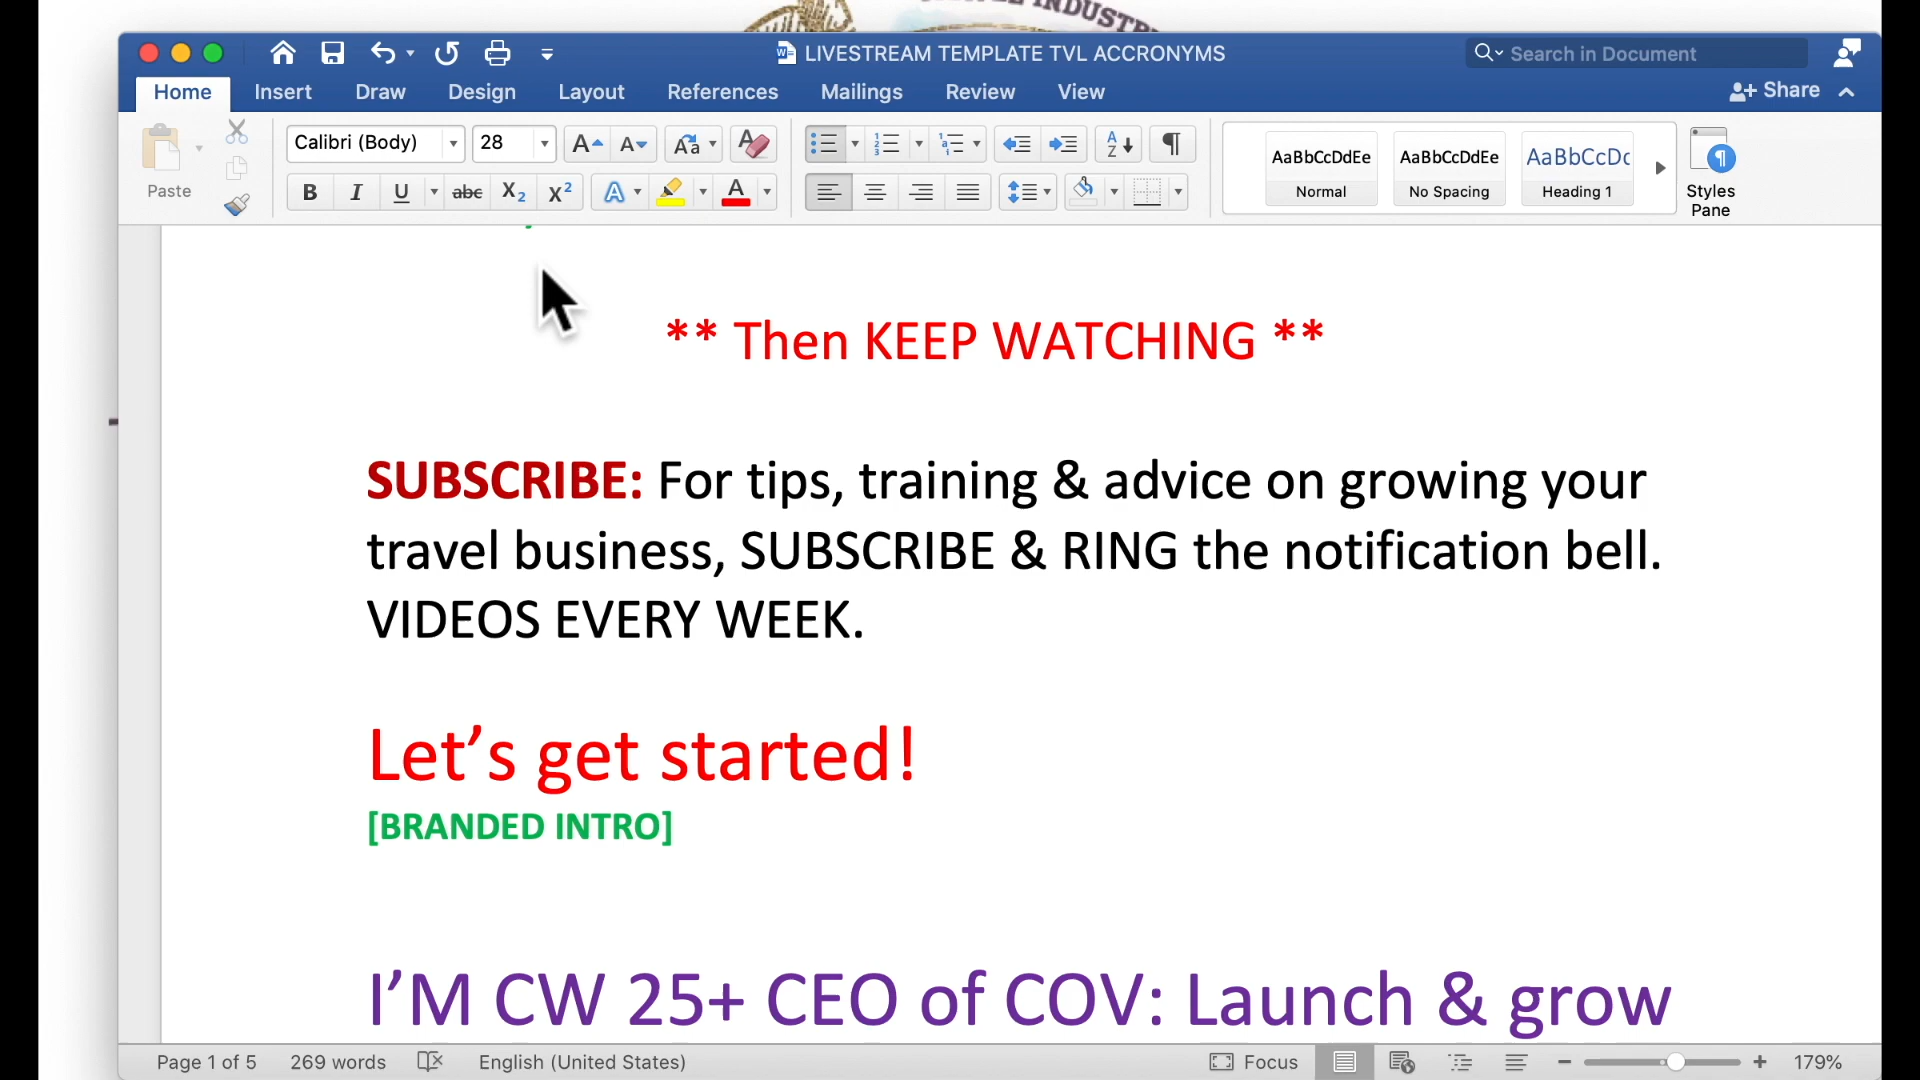 INDUSTR
LIVESTREAM TEMPLATE TVL ACCRONYMS
Search in Document
Home Insert Draw Design Layout References Mailings Review View
Share
Calibri (Body) 28
Paste
AaBbCcDdEe AaBbCcDdEe AaBbCcDc
Normal No Spacing Heading 1
Styles
Pane
** Then KEEP WATCHING **
SUBSCRIBE: For tips, training & advice on growing your
travel business, SUBSCRIBE & RING the notification bell.
VIDEOS EVERY WEEK.
Let’s get started!
[BRANDED INTRO]
I’M CW 25+ CEO of COV: Launch & grow
Page 1 of 5 269 words English (United States) Focus 179%